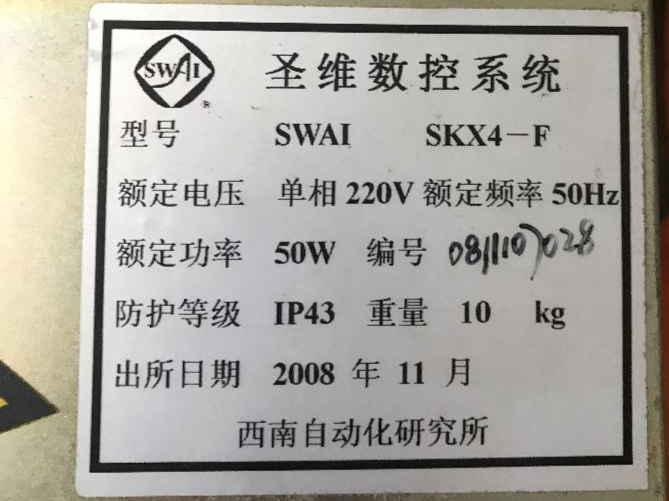 SWAI ® 圣维数控系统
型号 SWAI SKX4-F
额定电压 单相 220V 额定频率 50Hz
额定功率 50W 编号
防护等级 IP43 重量 10 kg
出所日期 2008 年 11 月
西南自动化研究所